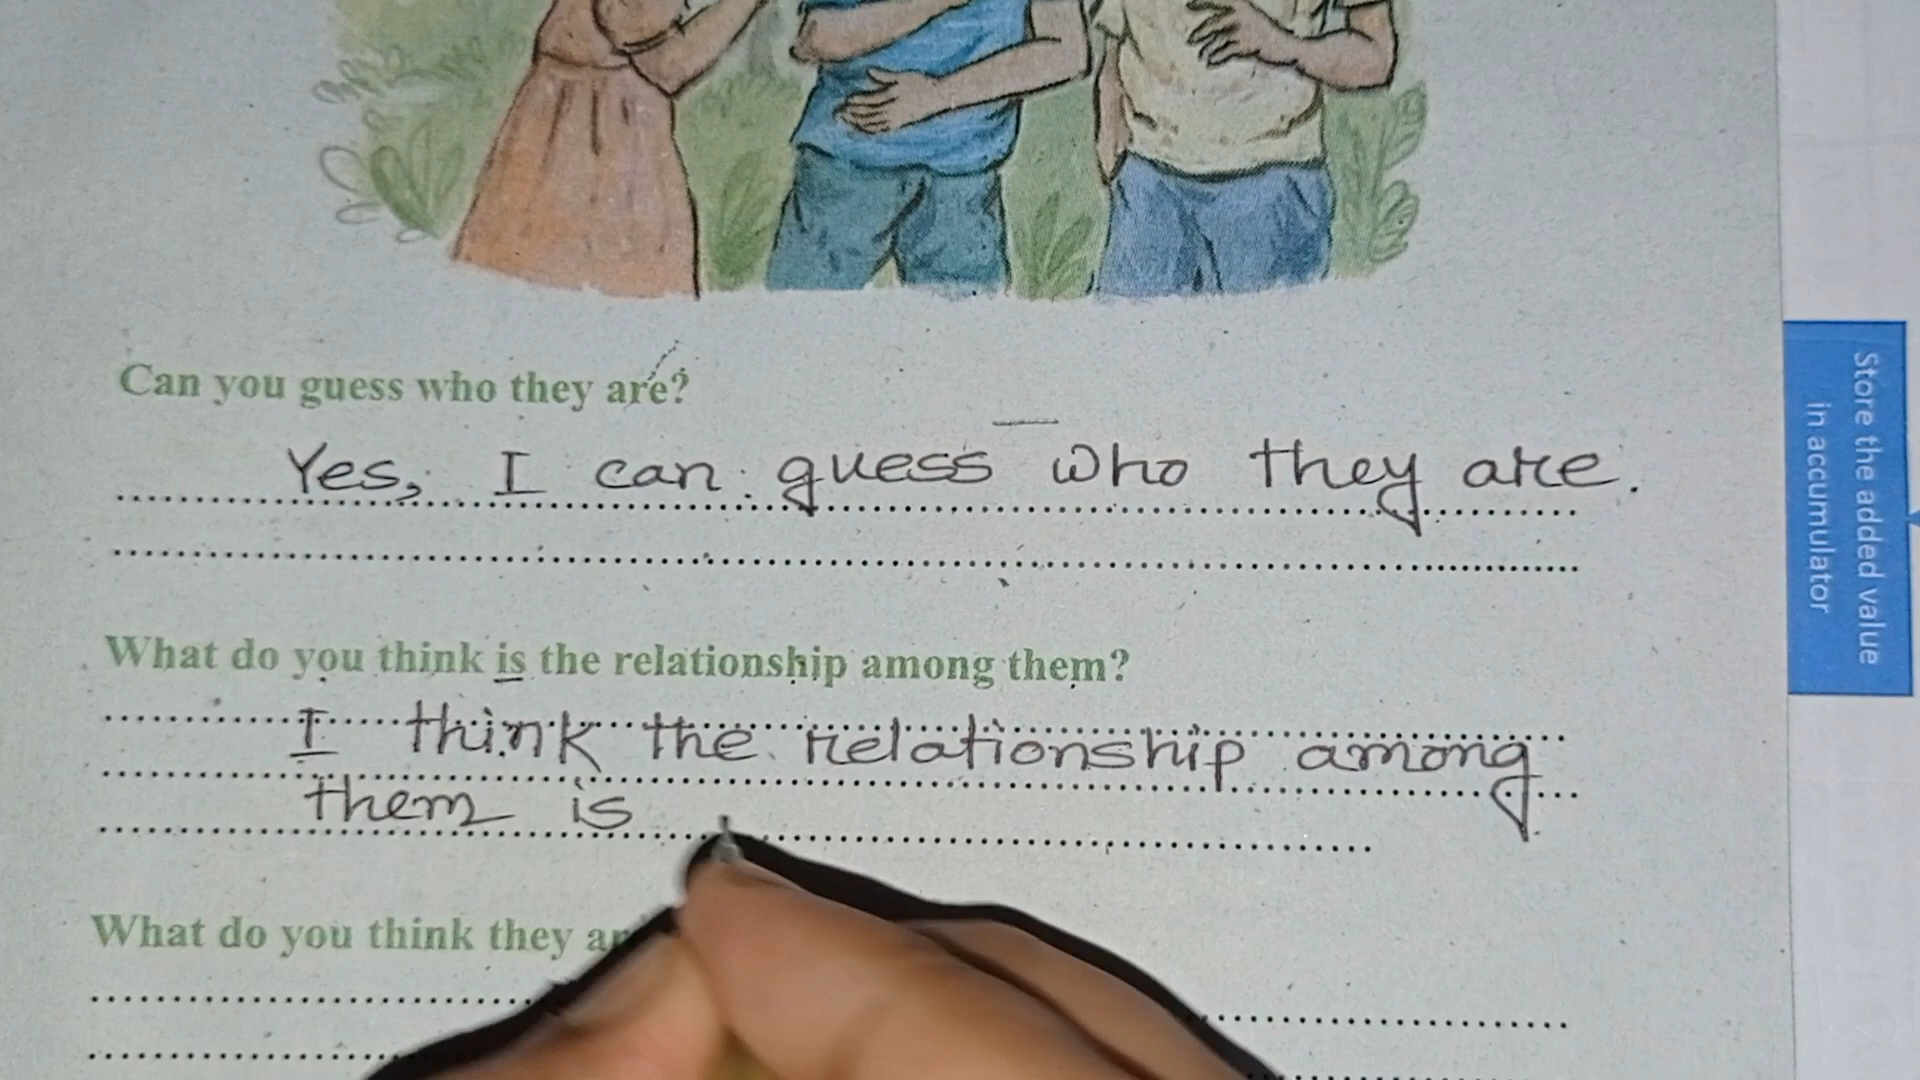 Can you guess who they are?
Yes, I can guess who they are.
What do you think is the relationship among them?
I think the relationship among
them is
What do you think they
Store the added value
in accumulator